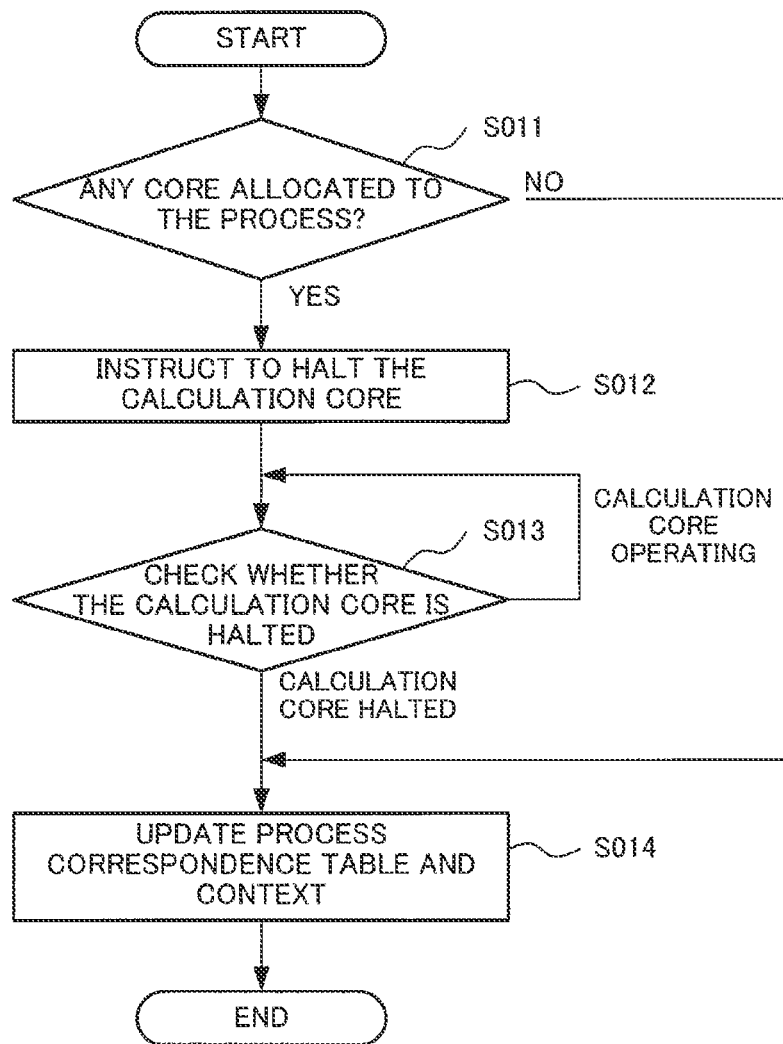 START
S011
ANY CORE ALLOCATED TO
THE PROCESS?
NO
YES
INSTRUCT TO HALT THE
CALCULATION CORE
S012
CALCULATION
CORE
OPERATING
S013
CHECK WHETHER
THE CALCULATION CORE IS
HALTED
CALCULATION
CORE HALTED
UPDATE PROCESS
CORRESPONDENCE TABLE AND
CONTEXT
S014
END